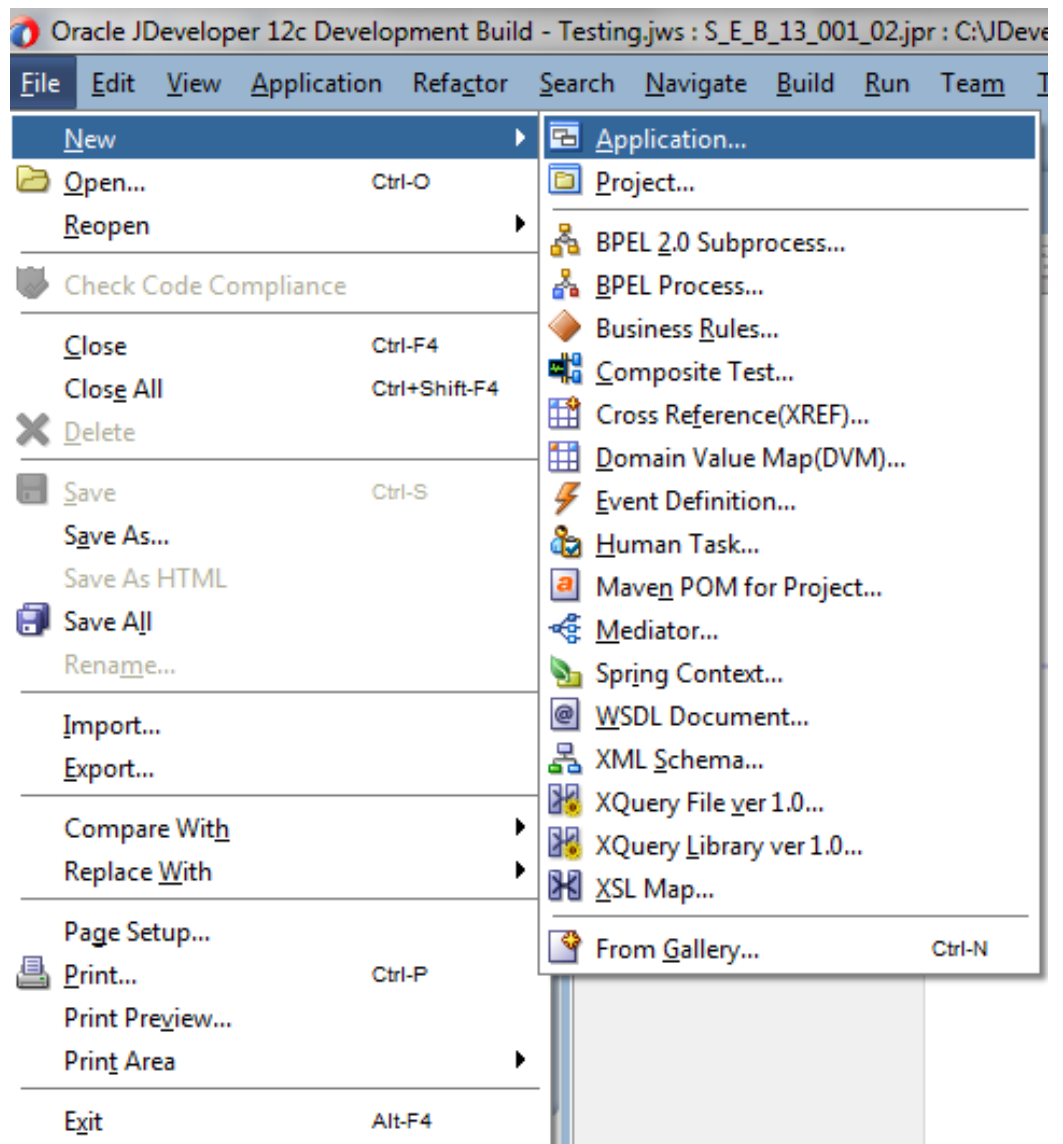 Oracle JDeveloper 12c Development Build - Testing.jws : S_E_B_13_001_02.jpr : C:\JDeve
File Edit View Application Refactor Search Navigate Build Run Team T
New
Open... Ctrl-O
Reopen
Check Code Compliance
Close Ctrl-F4
Close All Ctrl+Shift-F4
Delete
Save Ctrl-S
Save As...
Save As HTML
Save All
Rename...
Import...
Export...
Compare With
Replace With
Page Setup...
Print... Ctrl-P
Print Preview...
Print Area
Exit Alt-F4
Application...
Project...
BPEL 2.0 Subprocess...
BPEL Process...
Business Rules...
Composite Test...
Cross Reference(XREF)...
Domain Value Map(DVM)...
Event Definition...
Human Task...
Maven POM for Project...
Mediator...
Spring Context...
WSDL Document...
XML Schema...
XQuery File ver 1.0...
XQuery Library ver 1.0...
XSL Map...
From Gallery... Ctrl-N